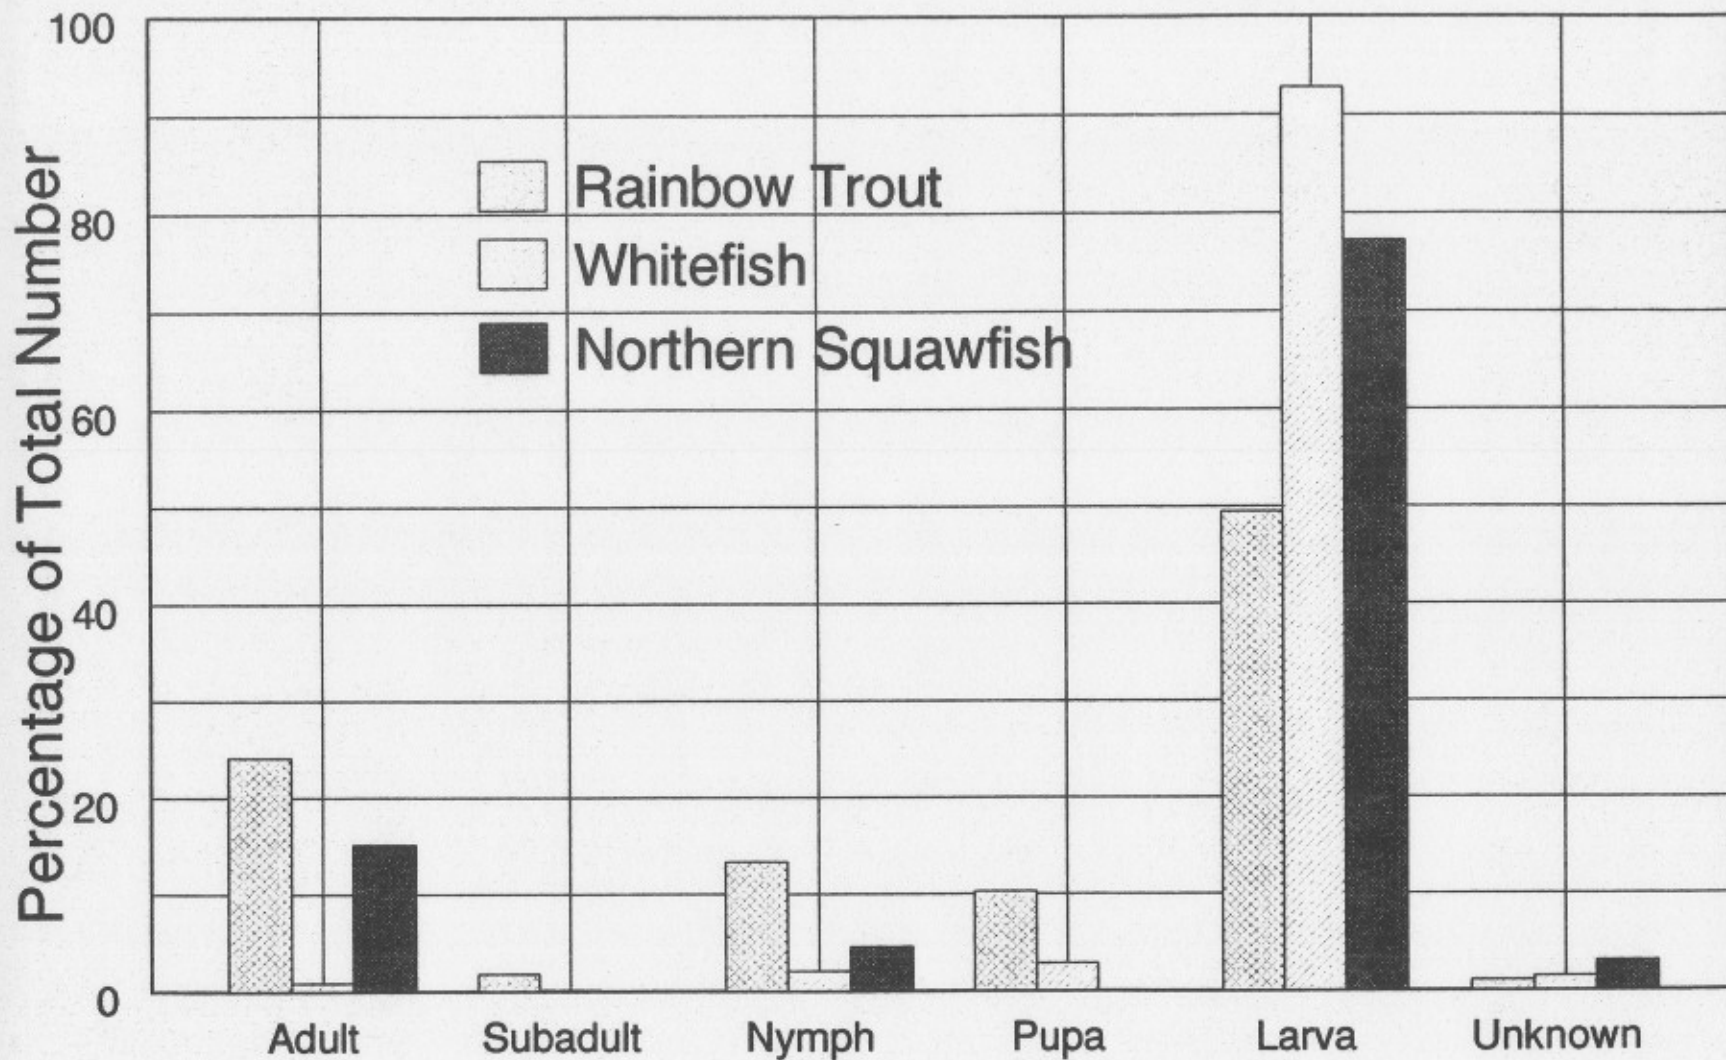 Percentage of Total Number
100
80
60
40
20
0
Rainbow Trout
Whitefish
Northern Squawfish
Adult Subadult Nymph Pupa Larva Unknown